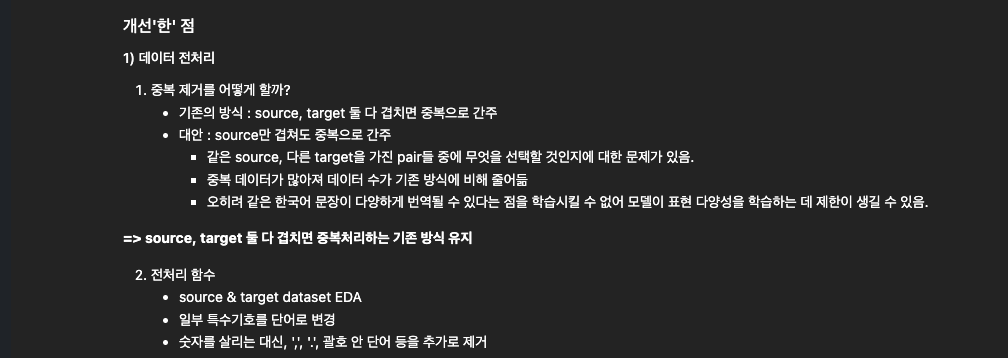 개선'한' 점
1) 데이터 전처리
1. 중복 제거를 어떻게 할까?
• 기존의 방식 : source, target 둘 다 겹치면 중복으로 간주
• 대안 : source만 겹쳐도 중복으로 간주
▪ 같은 source, 다른 target을 가진 pair들 중에 무엇을 선택할 것인지에 대한 문제가 있음.
▪ 중복 데이터가 많아져 데이터 수가 기존 방식에 비해 줄어듦
▪ 오히려 같은 한국어 문장이 다양하게 번역될 수 있다는 점을 학습시킬 수 없어 모델이 표현 다양성을 학습하는 데 제한이 생길 수 있음.
=> source, target 둘 다 겹치면 중복처리하는 기존 방식 유지
2. 전처리 함수
• source & target dataset EDA
• 일부 특수기호를 단어로 변경
• 숫자를 살리는 대신, ',', '.', 괄호 안 단어 등을 추가로 제거